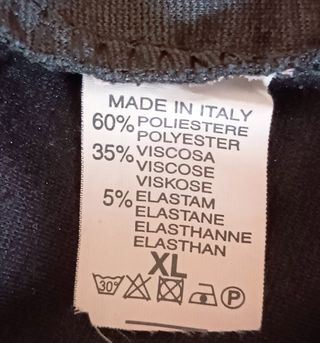 MADE IN ITALY
60% POLIESTERE
POLYESTER
35% VISCOSA
VISCOSE
VISKOSE
5% ELASTAM
ELASTANE
ELASTHANNE
ELASTHAN
XL
30° P